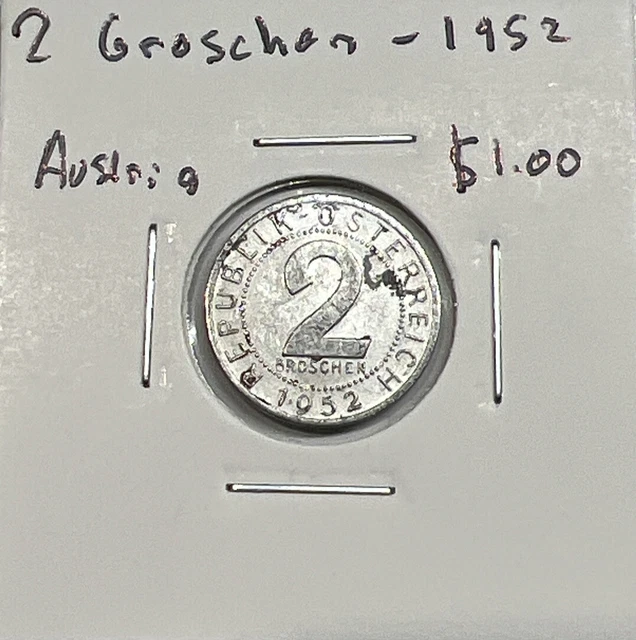 2 Groschen - 1952
Austria $1.00
REPUBLIK · ÖSTERREICH
2
GROSCHEN
1952